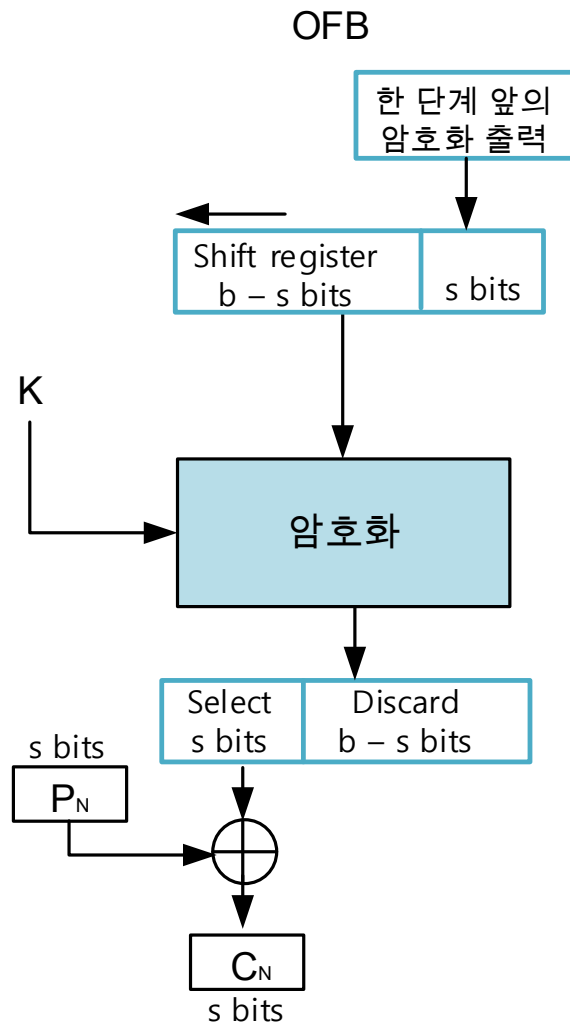 OFB
한 단계 앞의
암호화 출력
Shift register
b – s bits
s bits
K
암호화
Select
s bits
Discard
b – s bits
s bits
PN
CN
s bits